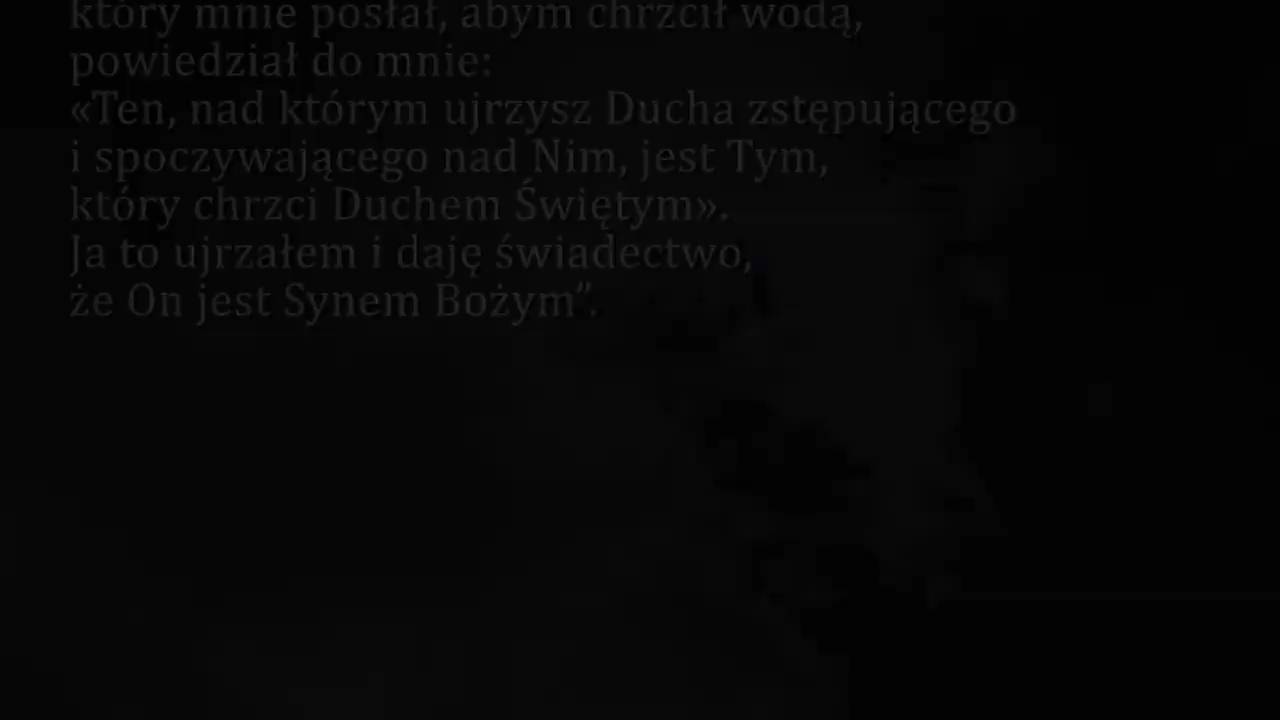 który mnie posłał, abym chrzcił wodą,
powiedział do mnie:
«Ten, nad którym ujrzysz Ducha zstępującego
i spoczywającego nad Nim, jest Tym,
który chrzci Duchem Świętym».
Ja to ujrzałem i daję świadectwo,
że On jest Synem Bożym”.